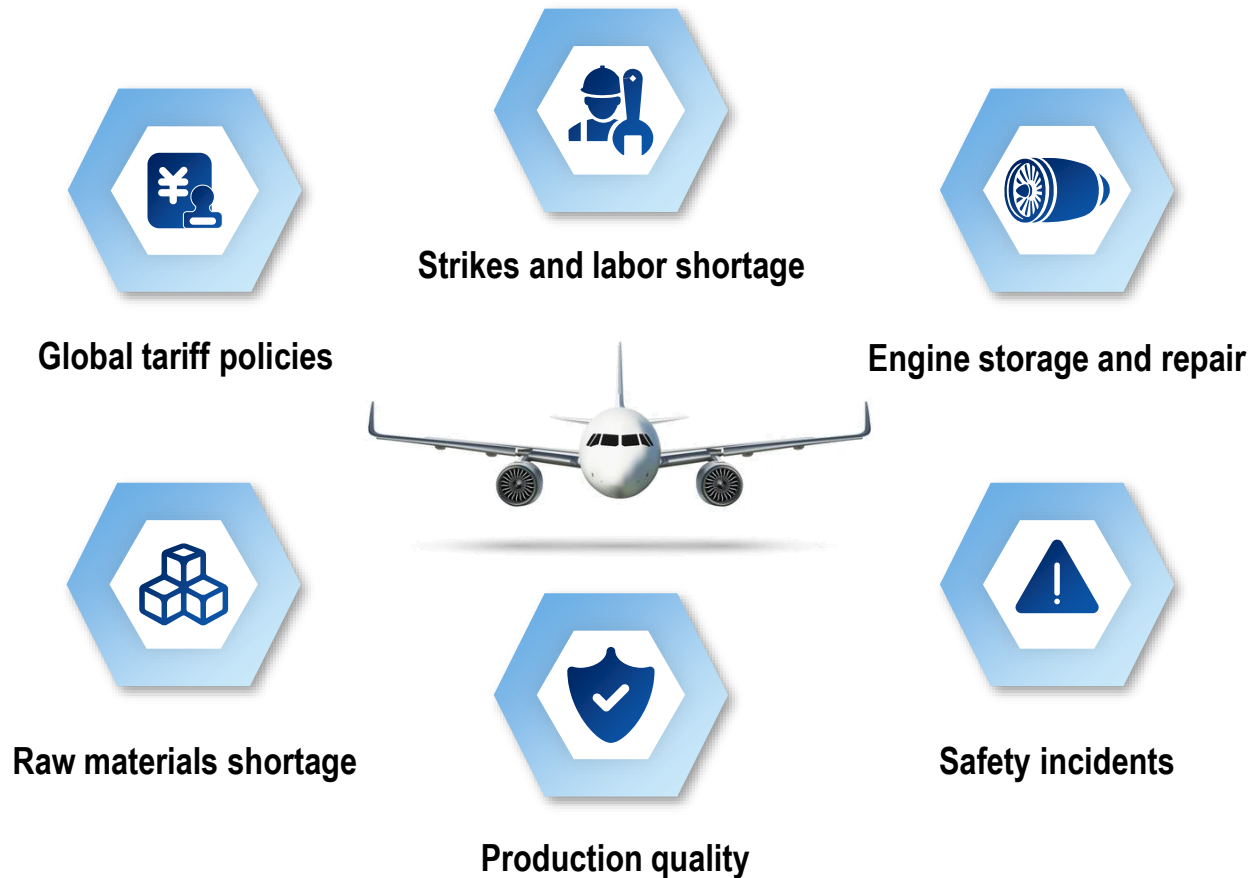 Strikes and labor shortage
Global tariff policies
Engine storage and repair
Raw materials shortage
Safety incidents
Production quality